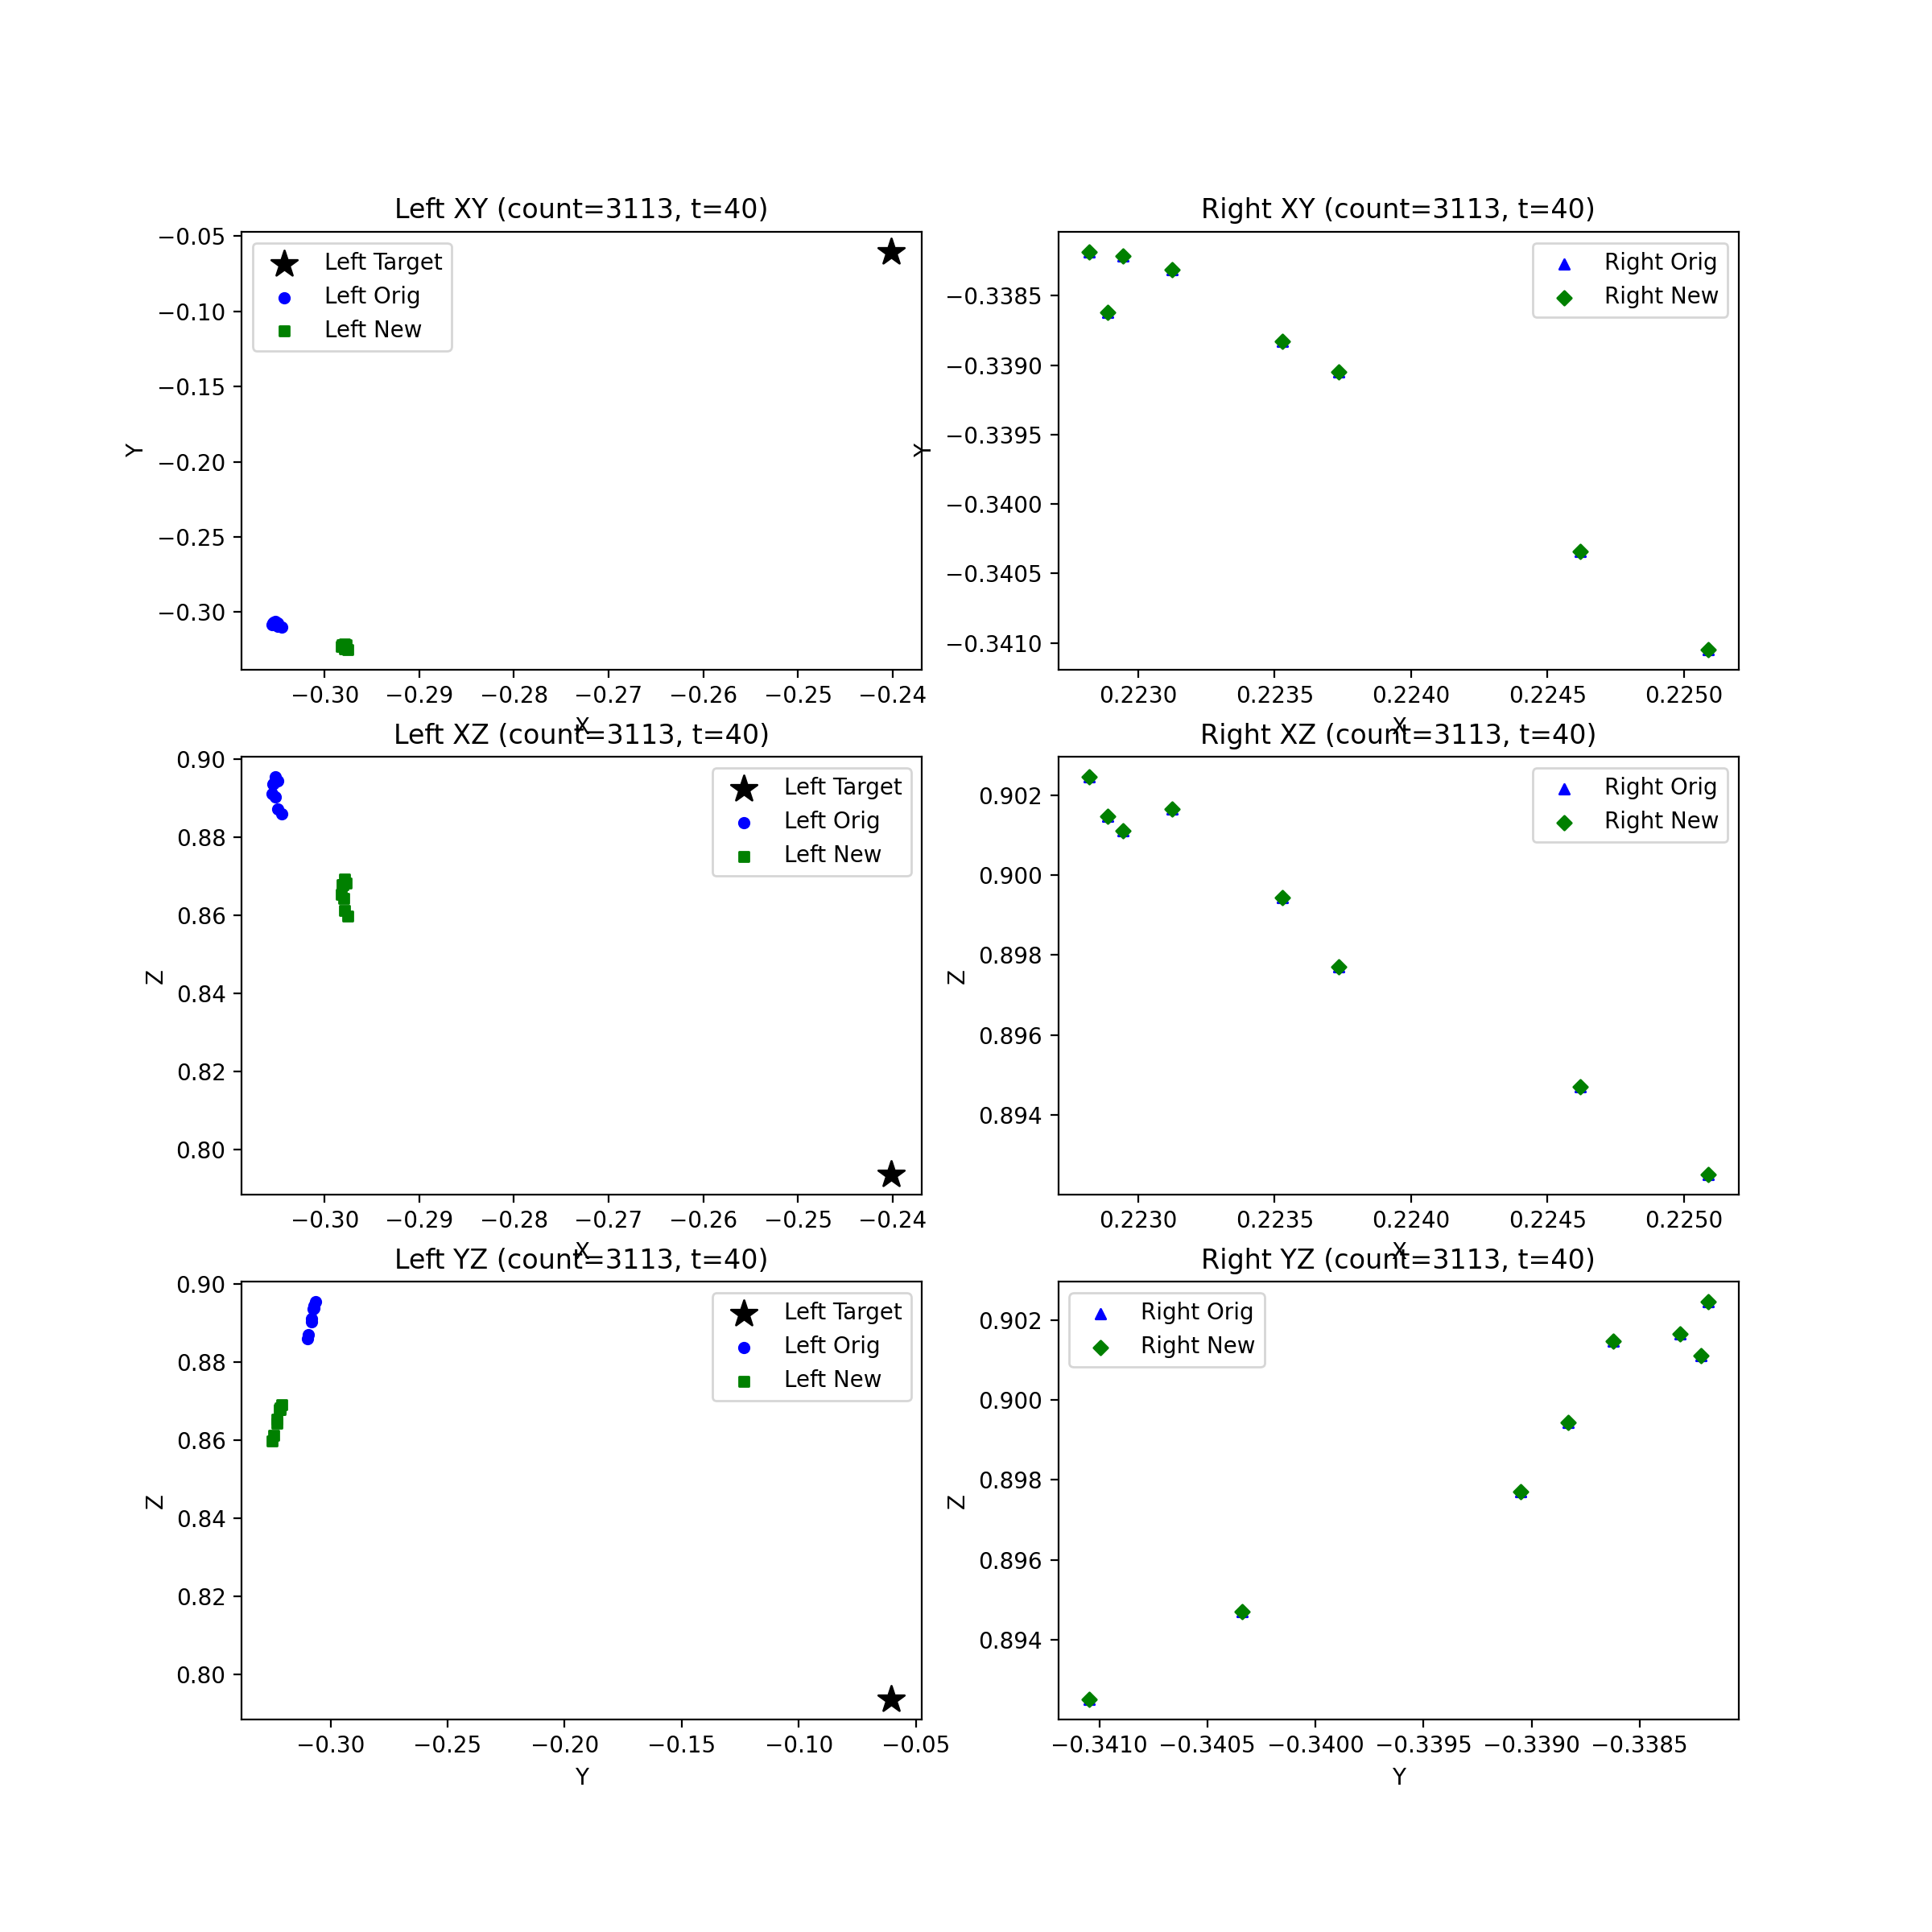 Left XY (count=3113, t=40)
−0.05
−0.10
−0.15
−0.20
−0.25
−0.30
Y
Left Target
Left Orig
Left New
−0.30 −0.29 −0.28 −0.27 −0.26 −0.25 −0.24
X
Right XY (count=3113, t=40)
−0.3385
−0.3390
−0.3395
−0.3400
−0.3405
−0.3410
Y
Right Orig
Right New
0.2230 0.2235 0.2240 0.2245 0.2250
X
Left XZ (count=3113, t=40)
0.90
0.88
0.86
0.84
0.82
0.80
Z
Left Target
Left Orig
Left New
−0.30 −0.29 −0.28 −0.27 −0.26 −0.25 −0.24
X
Right XZ (count=3113, t=40)
0.902
0.900
0.898
0.896
0.894
Z
Right Orig
Right New
0.2230 0.2235 0.2240 0.2245 0.2250
X
Left YZ (count=3113, t=40)
0.90
0.88
0.86
0.84
0.82
0.80
Z
Left Target
Left Orig
Left New
−0.30 −0.25 −0.20 −0.15 −0.10 −0.05
Y
Right YZ (count=3113, t=40)
0.902
0.900
0.898
0.896
0.894
Z
Right Orig
Right New
−0.3410 −0.3405 −0.3400 −0.3395 −0.3390 −0.3385
Y